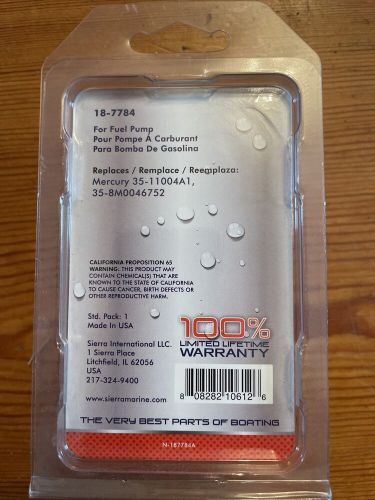 18-7784
For Fuel Pump
Pour Pompe À Carburant
Para Bomba De Gasolina
Replaces / Remplace / Reemplaza:
Mercury 35-11004A1,
35-8M0046752
CALIFORNIA PROPOSITION 65
WARNING: THIS PRODUCT MAY
CONTAIN CHEMICAL(S) THAT ARE
KNOWN TO THE STATE OF CALIFORNIA
TO CAUSE CANCER, BIRTH DEFECTS OR
OTHER REPRODUCTIVE HARM.
Std. Pack: 1
Made In USA
100%
LIMITED LIFETIME
WARRANTY
Sierra International LLC.
1 Sierra Place
Litchfield, IL 62056
USA
217-324-9400
www.sierramarine.com
8 08282 10612 6
THE VERY BEST PARTS OF BOATING
N-187784A